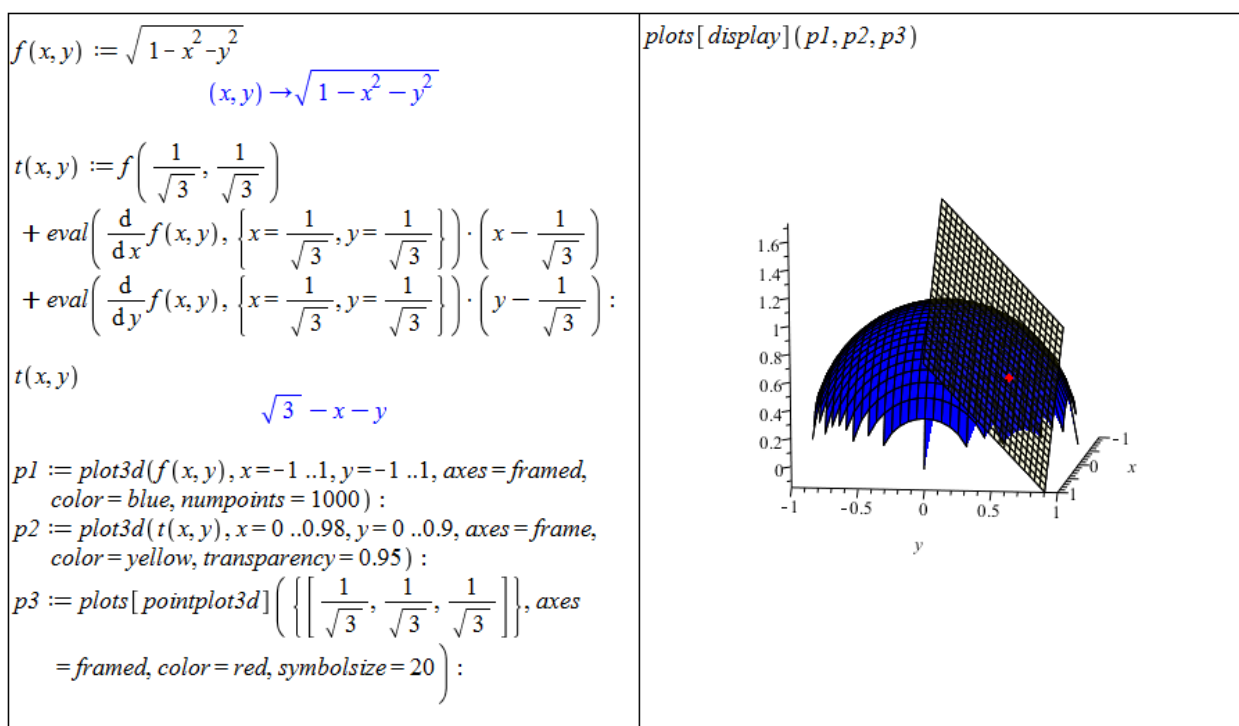 f(x, y) := √(1 − x² − y²)
(x, y) → √(1 − x² − y²)
t(x, y) := f(1/√3, 1/√3)
+ eval(d/dx f(x, y), {x = 1/√3, y = 1/√3}) · (x − 1/√3)
+ eval(d/dy f(x, y), {x = 1/√3, y = 1/√3}) · (y − 1/√3) :
t(x, y)
√3 − x − y
p1 := plot3d(f(x, y), x = −1 ..1, y = −1 ..1, axes = framed,
color = blue, numpoints = 1000) :
p2 := plot3d(t(x, y), x = 0 ..0.98, y = 0 ..0.9, axes = frame,
color = yellow, transparency = 0.95) :
p3 := plots[pointplot3d]({[1/√3, 1/√3, 1/√3]}, axes
= framed, color = red, symbolsize = 20) :
plots[display](p1, p2, p3)
1.6
1.4
1.2
1
0.8
0.6
0.4
0.2
0
-1 -0.5 0 0.5 1
y
-1
0
1
x